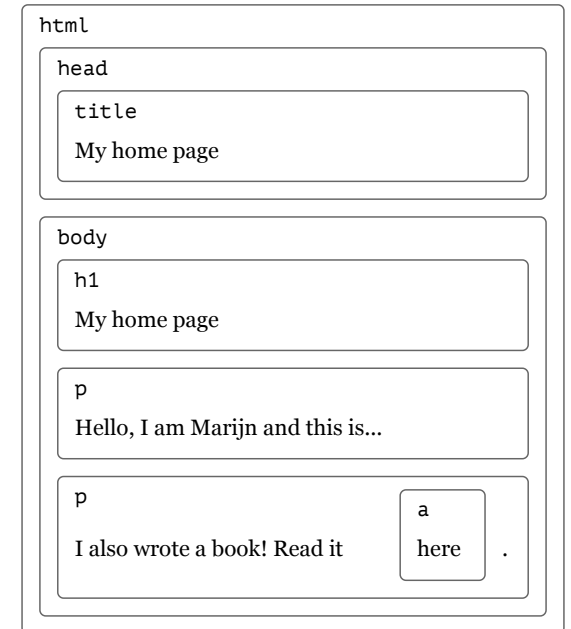 html
head
title
My home page
body
h1
My home page
p
Hello, I am Marijn and this is...
p
a
I also wrote a book! Read it here .